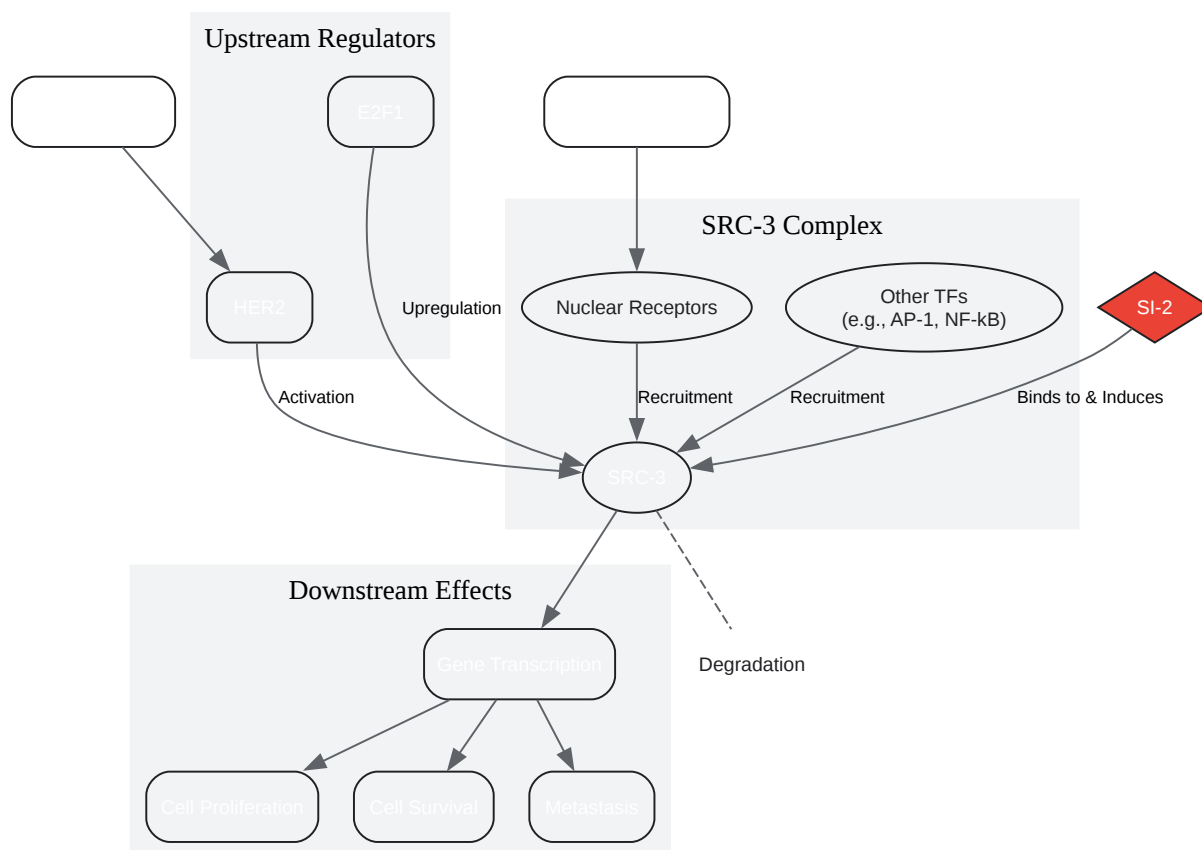 Upstream Regulators
E2F1
SRC-3 Complex
HER2
Upregulation
Nuclear Receptors
Other TFs
(e.g., AP-1, NF-kB)
SI-2
Activation
Recruitment
Recruitment
Binds to & Induces
SRC-3
Downstream Effects
Gene Transcription
Degradation
Cell Proliferation
Cell Survival
Metastasis